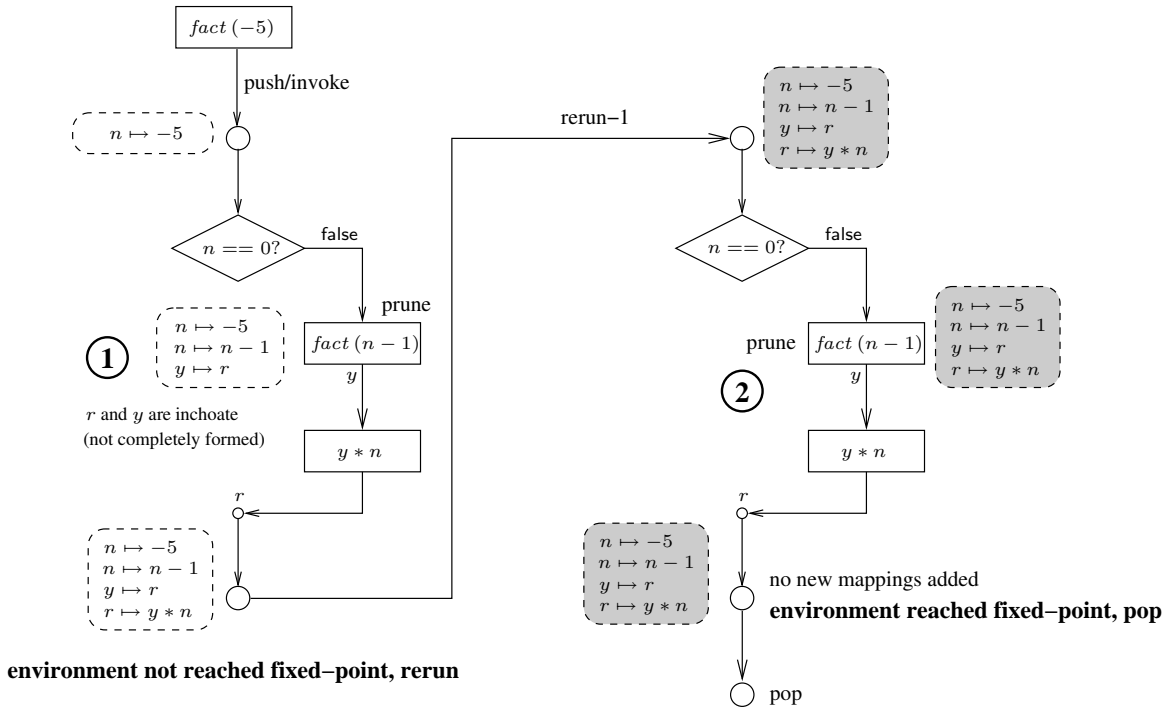 fact (−5)
push/invoke
n ↦ −5
n == 0?
false
prune
n ↦ −5
n ↦ n − 1
y ↦ r
1
fact (n − 1)
y
r and y are inchoate
(not completely formed)
y ∗ n
r
n ↦ −5
n ↦ n − 1
y ↦ r
r ↦ y ∗ n
environment not reached fixed−point, rerun
rerun−1
n ↦ −5
n ↦ n − 1
y ↦ r
r ↦ y ∗ n
n == 0?
false
prune
fact (n − 1)
n ↦ −5
n ↦ n − 1
y ↦ r
r ↦ y ∗ n
y
2
y ∗ n
r
n ↦ −5
n ↦ n − 1
y ↦ r
r ↦ y ∗ n
no new mappings added
environment reached fixed−point, pop
pop